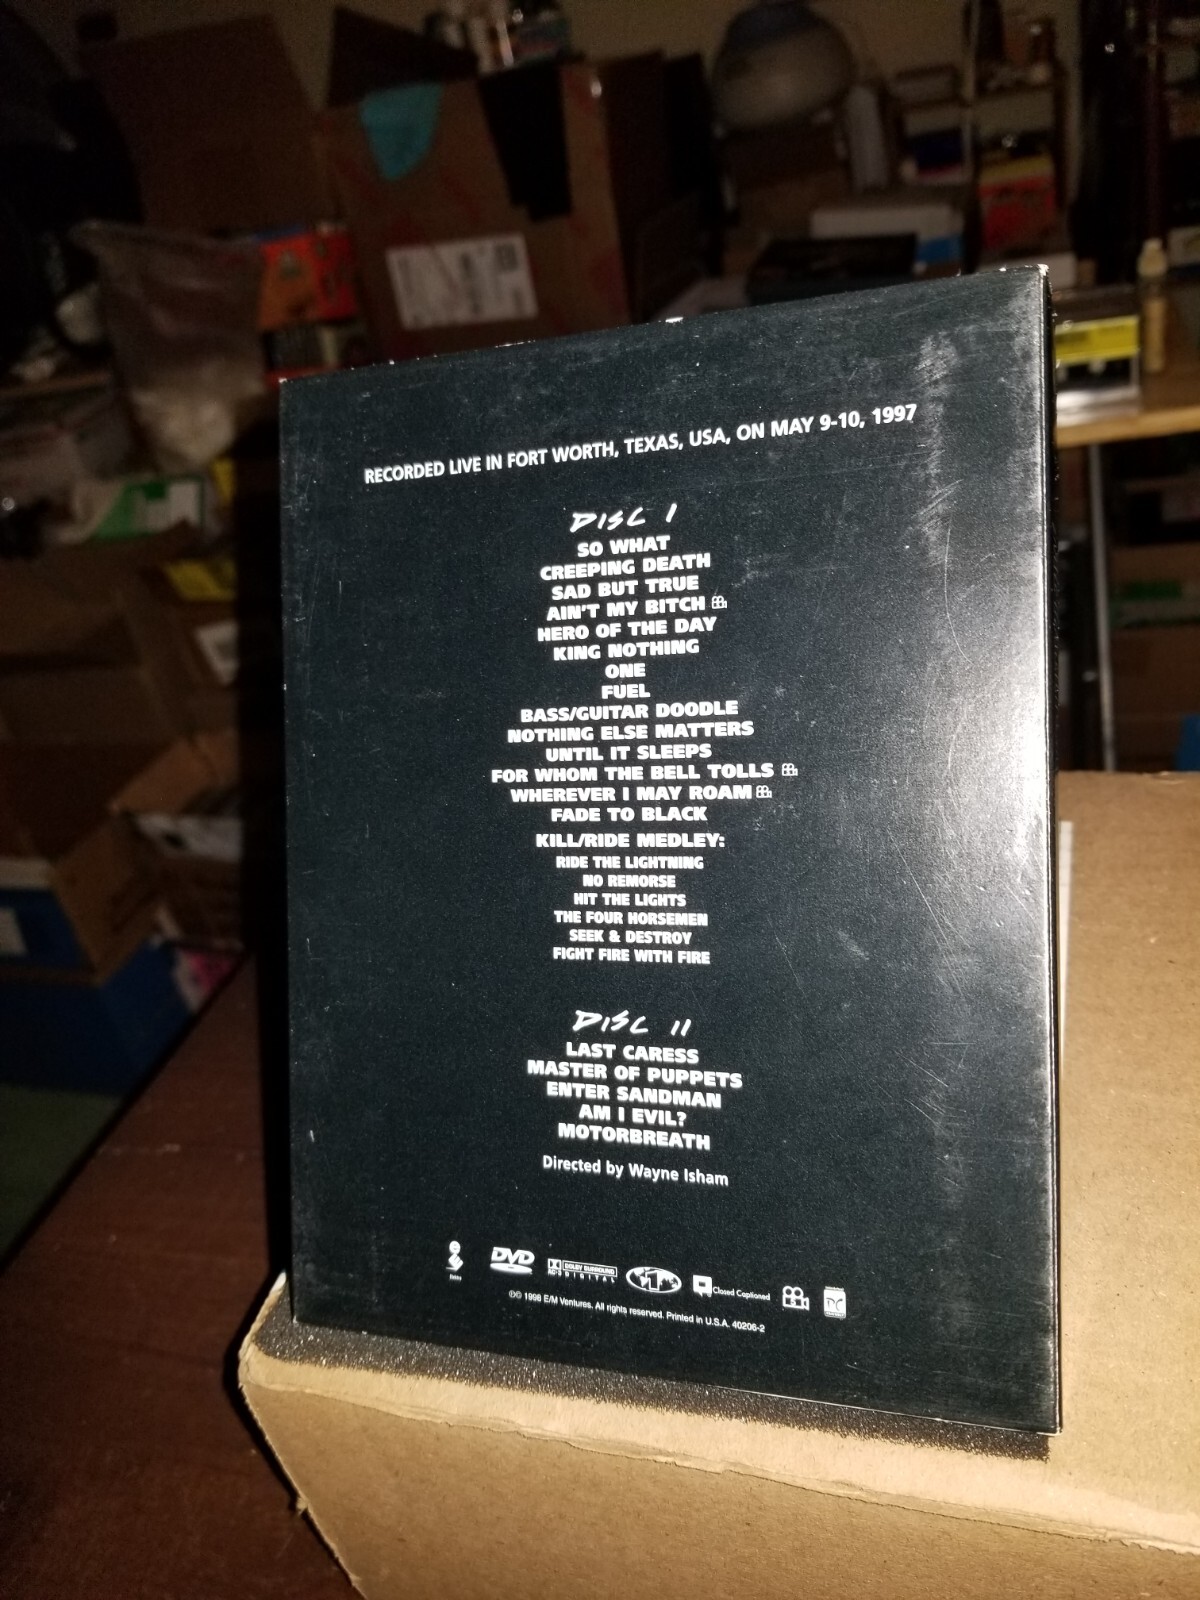 RECORDED LIVE IN FORT WORTH, TEXAS, USA, ON MAY 9-10, 1997
DISC I
SO WHAT
CREEPING DEATH
SAD BUT TRUE
AIN'T MY BITCH
HERO OF THE DAY
KING NOTHING
ONE
FUEL
BASS/GUITAR DOODLE
NOTHING ELSE MATTERS
UNTIL IT SLEEPS
FOR WHOM THE BELL TOLLS
WHEREVER I MAY ROAM
FADE TO BLACK
KILL/RIDE MEDLEY:
RIDE THE LIGHTNING
NO REMORSE
HIT THE LIGHTS
THE FOUR HORSEMEN
SEEK & DESTROY
FIGHT FIRE WITH FIRE
DISC II
LAST CARESS
MASTER OF PUPPETS
ENTER SANDMAN
AM I EVIL?
MOTORBREATH
Directed by Wayne Isham
DVD
DOLBY SURROUND
AC-3 DIGITAL
1
Closed Captioned
℗© 1998 E/M Ventures. All rights reserved. Printed in U.S.A. 40206-2